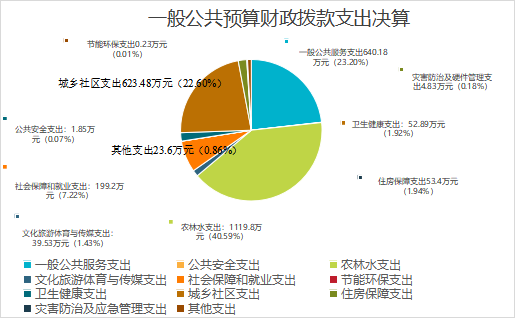 一般公共预算财政拨款支出决算
节能环保支出0.23万元
（0.01%）
一般公共服务支出640.18
万元（23.20%）
灾害防治及硬件管理支
出4.83万元（0.18%）
城乡社区支出623.48万元（22.60%）
公共安全支出：1.85万
元（0.07%）
卫生健康支出：52.89万元
（1.92%）
其他支出23.6万元（0.86%）
社会保障和就业支出：199.2万
元（7.22%）
住房保障支出53.4万元
（1.94%）
文化旅游体育与传媒支出：
39.53万元（1.43%）
农林水支出：1119.8万
元（40.59%）
一般公共服务支出
公共安全支出
农林水支出
文化旅游体育与传媒支出
社会保障和就业支出
节能环保支出
卫生健康支出
城乡社区支出
住房保障支出
灾害防治及应急管理支出
其他支出